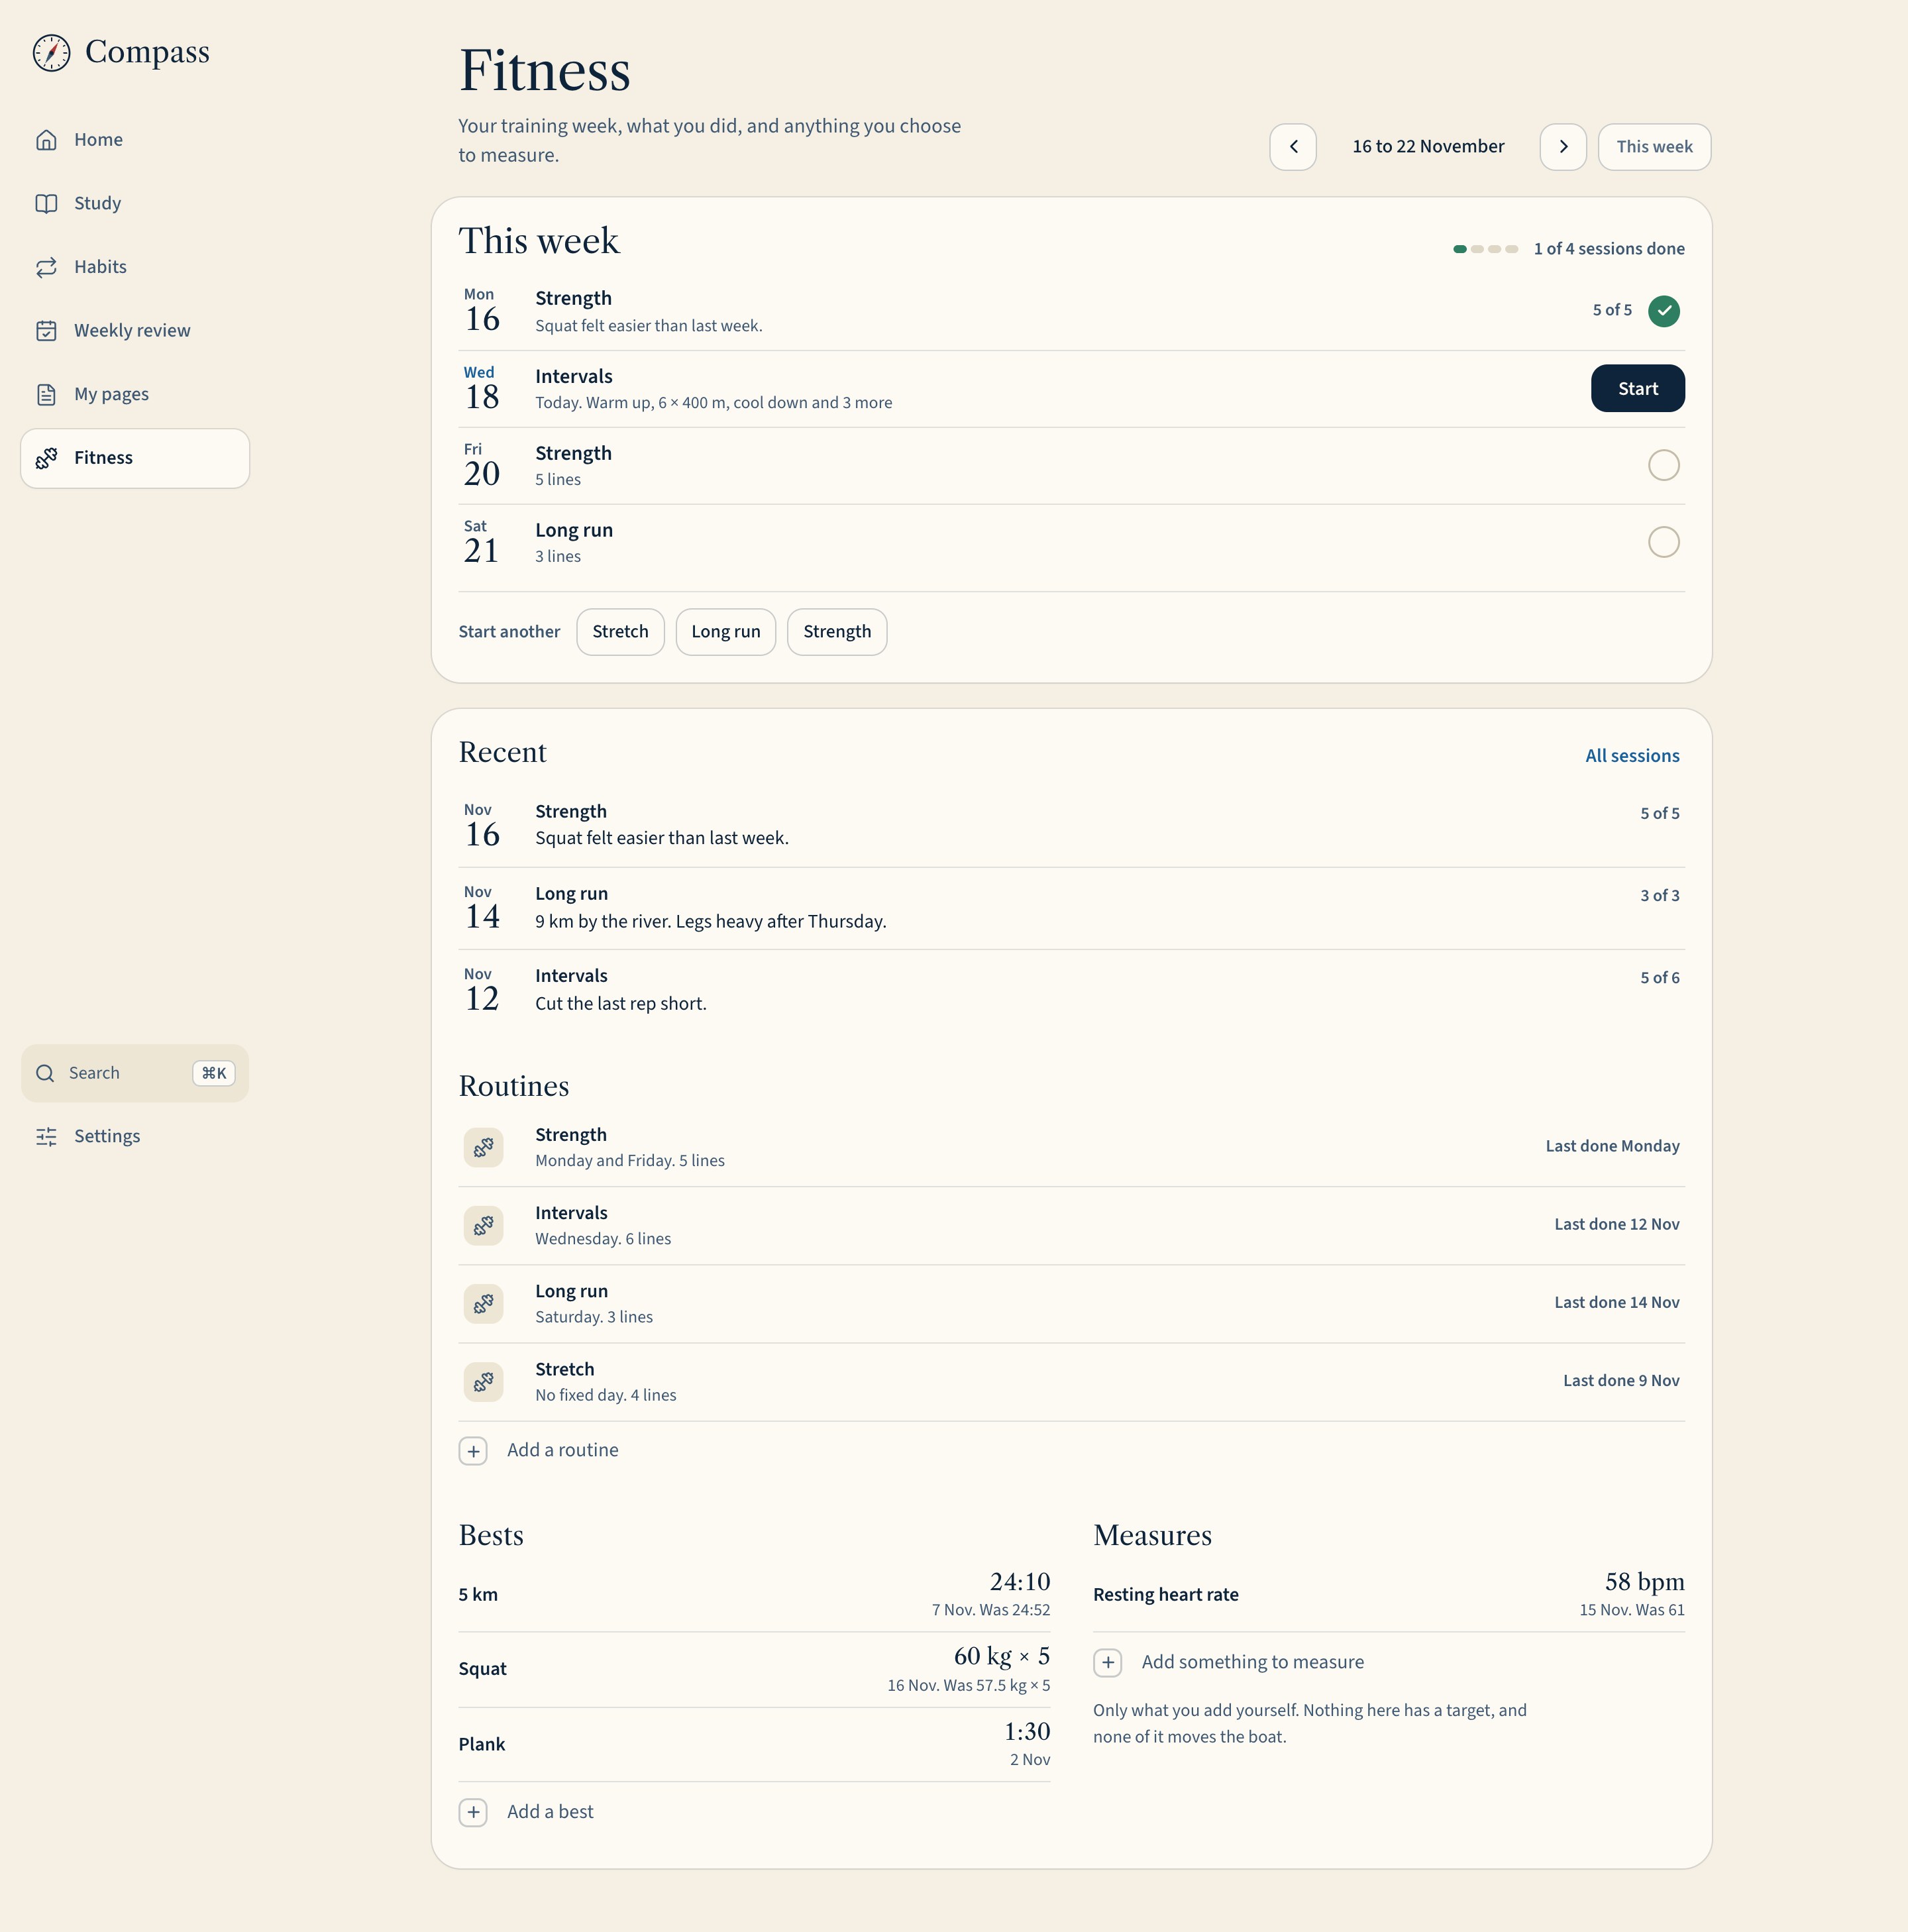 Compass
Home
Study
Habits
Weekly review
My pages
Fitness
Search
⌘K
Settings
Fitness
Your training week, what you did, and anything you choose
to measure.
16 to 22 November
This week
This week
1 of 4 sessions done
Mon
16
Strength
Squat felt easier than last week.
5 of 5
Wed
18
Intervals
Today. Warm up, 6 × 400 m, cool down and 3 more
Start
Fri
20
Strength
5 lines
Sat
21
Long run
3 lines
Start another
Stretch
Long run
Strength
Recent
All sessions
Nov
16
Strength
Squat felt easier than last week.
5 of 5
Nov
14
Long run
9 km by the river. Legs heavy after Thursday.
3 of 3
Nov
12
Intervals
Cut the last rep short.
5 of 6
Routines
Strength
Monday and Friday. 5 lines
Last done Monday
Intervals
Wednesday. 6 lines
Last done 12 Nov
Long run
Saturday. 3 lines
Last done 14 Nov
Stretch
No fixed day. 4 lines
Last done 9 Nov
Add a routine
Bests
5 km
24:10
7 Nov. Was 24:52
Squat
60 kg × 5
16 Nov. Was 57.5 kg × 5
Plank
1:30
2 Nov
Add a best
Measures
Resting heart rate
58 bpm
15 Nov. Was 61
Add something to measure
Only what you add yourself. Nothing here has a target, and
none of it moves the boat.